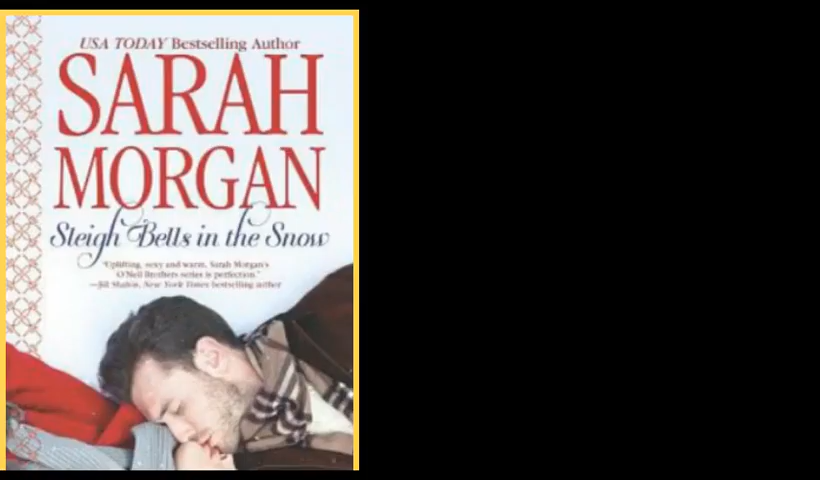 USA TODAY Bestselling Author
SARAH
MORGAN
Sleigh Bells in the Snow
"Uplifting, sexy and warm, Sarah Morgan's
O'Neil Brothers series is perfection."
—Jill Shalvis, New York Times bestselling author